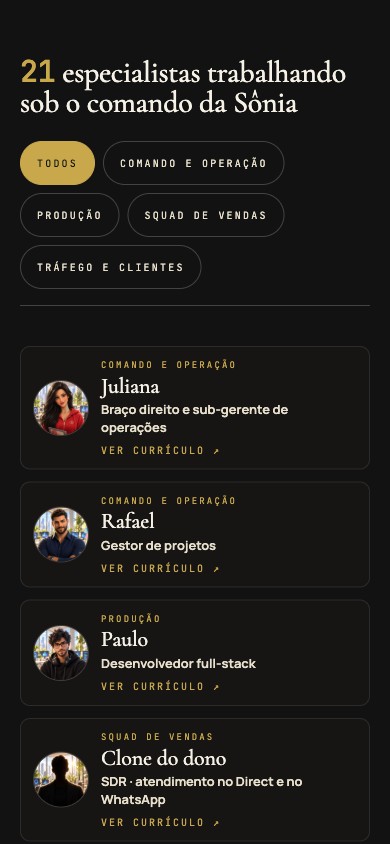 21 especialistas trabalhando
sob o comando da Sônia
TODOS
COMANDO E OPERAÇÃO
PRODUÇÃO
SQUAD DE VENDAS
TRÁFEGO E CLIENTES
COMANDO E OPERAÇÃO
Juliana
Braço direito e sub-gerente de
operações
VER CURRÍCULO ↗
COMANDO E OPERAÇÃO
Rafael
Gestor de projetos
VER CURRÍCULO ↗
PRODUÇÃO
Paulo
Desenvolvedor full-stack
VER CURRÍCULO ↗
SQUAD DE VENDAS
Clone do dono
SDR · atendimento no Direct e no
WhatsApp
VER CURRÍCULO ↗